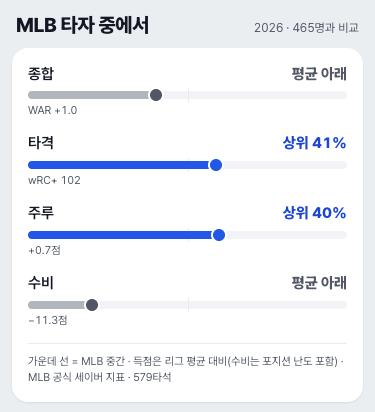 MLB 타자 중에서
2026 · 465명과 비교
종합 평균 아래
WAR +1.0
타격 상위 41%
wRC+ 102
주루 상위 40%
+0.7점
수비 평균 아래
−11.3점
가운데 선 = MLB 중간 · 득점은 리그 평균 대비(수비는 포지션 난도 포함) ·
MLB 공식 세이버 지표 · 579타석